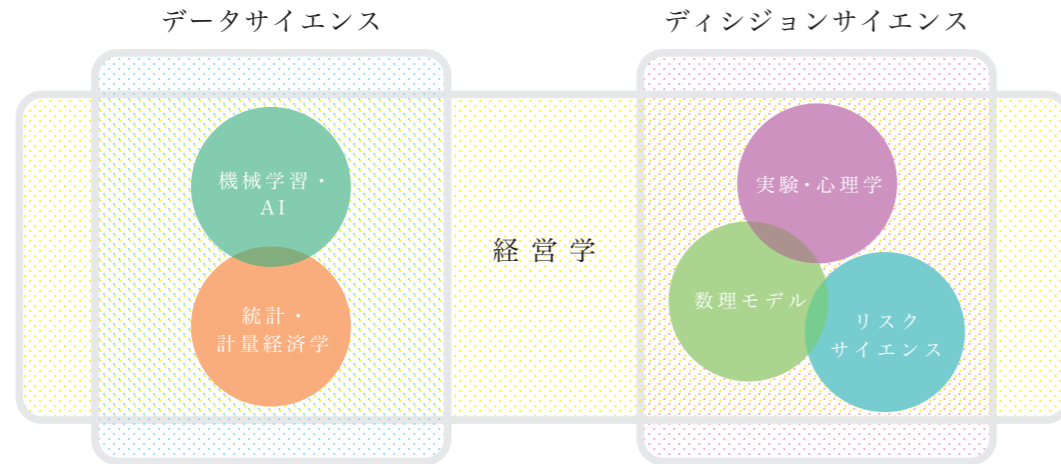 データサイエンス
ディシジョンサイエンス
機械学習・
AI
統計・
計量経済学
経営学
実験・心理学
数理モデル
リスク
サイエンス